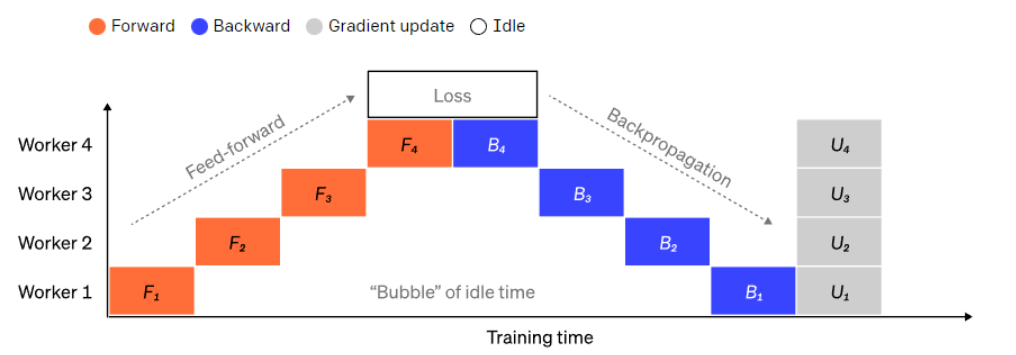 Forward Backward Gradient update Idle
Loss
Feed-forward
Backpropagation
Worker 4 F₄ B₄ U₄
Worker 3 F₃ B₃ U₃
Worker 2 F₂ B₂ U₂
Worker 1 F₁ “Bubble” of idle time B₁ U₁
Training time